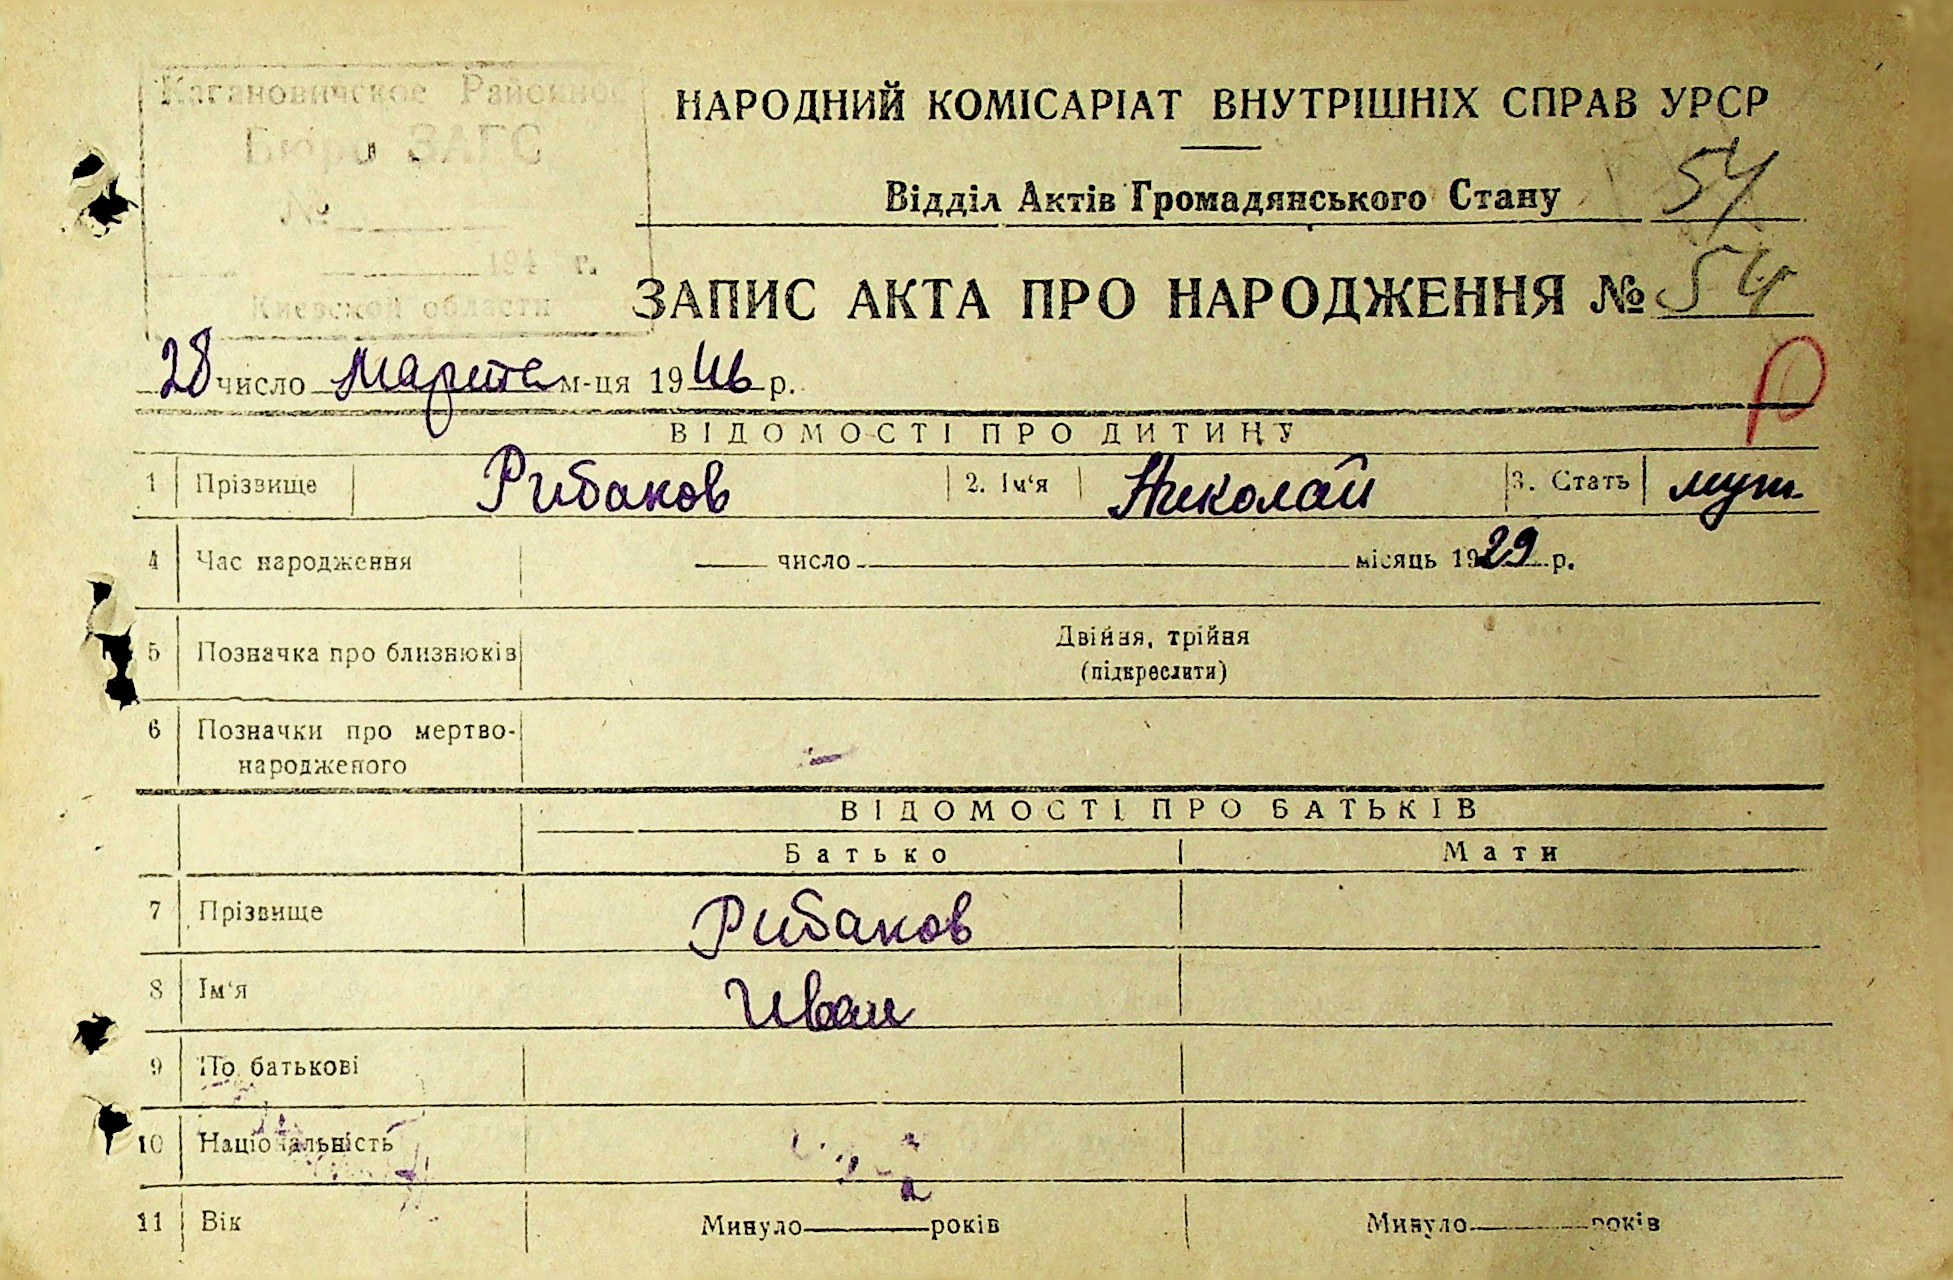 Кагановичское Районное
Бюро ЗАГС
№
194 г.
Киевской области
НАРОДНИЙ КОМІСАРІАТ ВНУТРІШНІХ СПРАВ УРСР
Відділ Актів Громадянського Стану 54
ЗАПИС АКТА ПРО НАРОДЖЕННЯ № 54
28 число марта м-ця 1946 р.
Р
ВІДОМОСТІ ПРО ДИТИНУ
1 Прізвище Рибаков 2. Ім'я Николай 3. Стать муж
4 Час народження число місяць 1929 р.
5 Позначка про близнюків Двійня, трійня
(підкреслити)
6 Позначки про мертво-
народженого -
ВІДОМОСТІ ПРО БАТЬКІВ
Батько Мати
7 Прізвище Рибаков
8 Ім'я Иван
9 По батькові
10 Національність
11 Вік Минуло років Минуло років